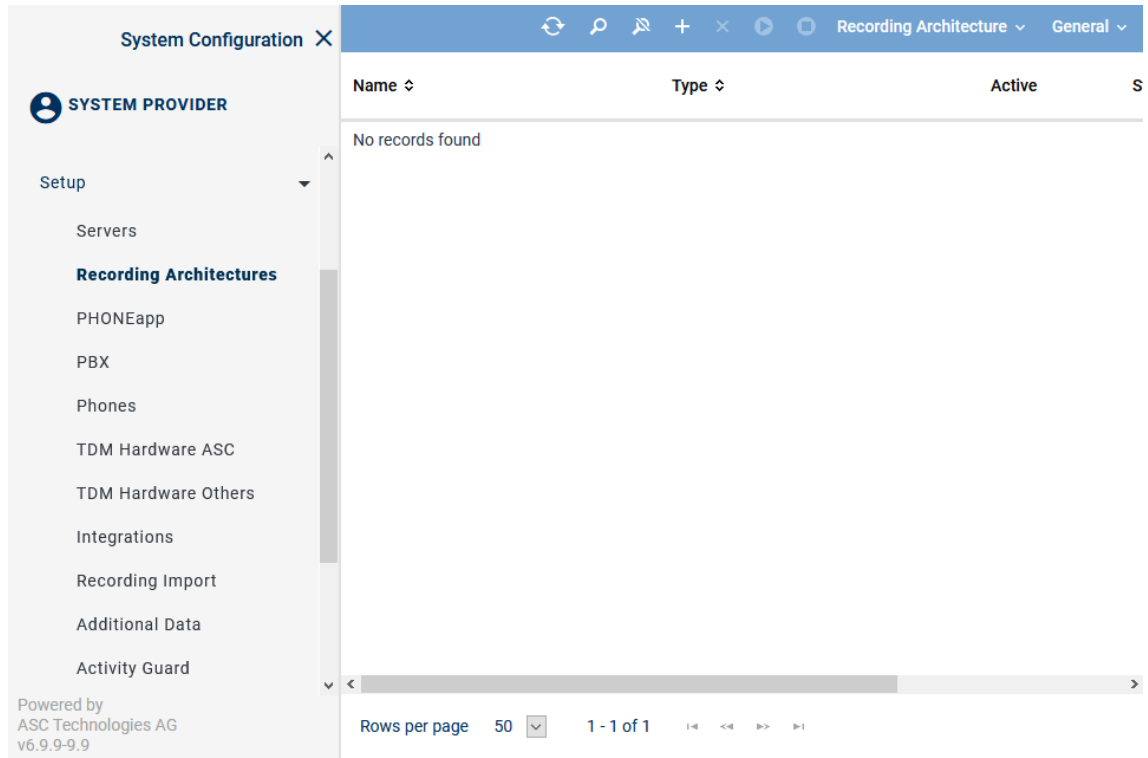 System Configuration
SYSTEM PROVIDER
Setup
Servers
Recording Architectures
PHONEapp
PBX
Phones
TDM Hardware ASC
TDM Hardware Others
Integrations
Recording Import
Additional Data
Activity Guard
Powered by
ASC Technologies AG
v6.9.9-9.9
Recording Architecture General
Name Type Active S
No records found
Rows per page 50 1 - 1 of 1